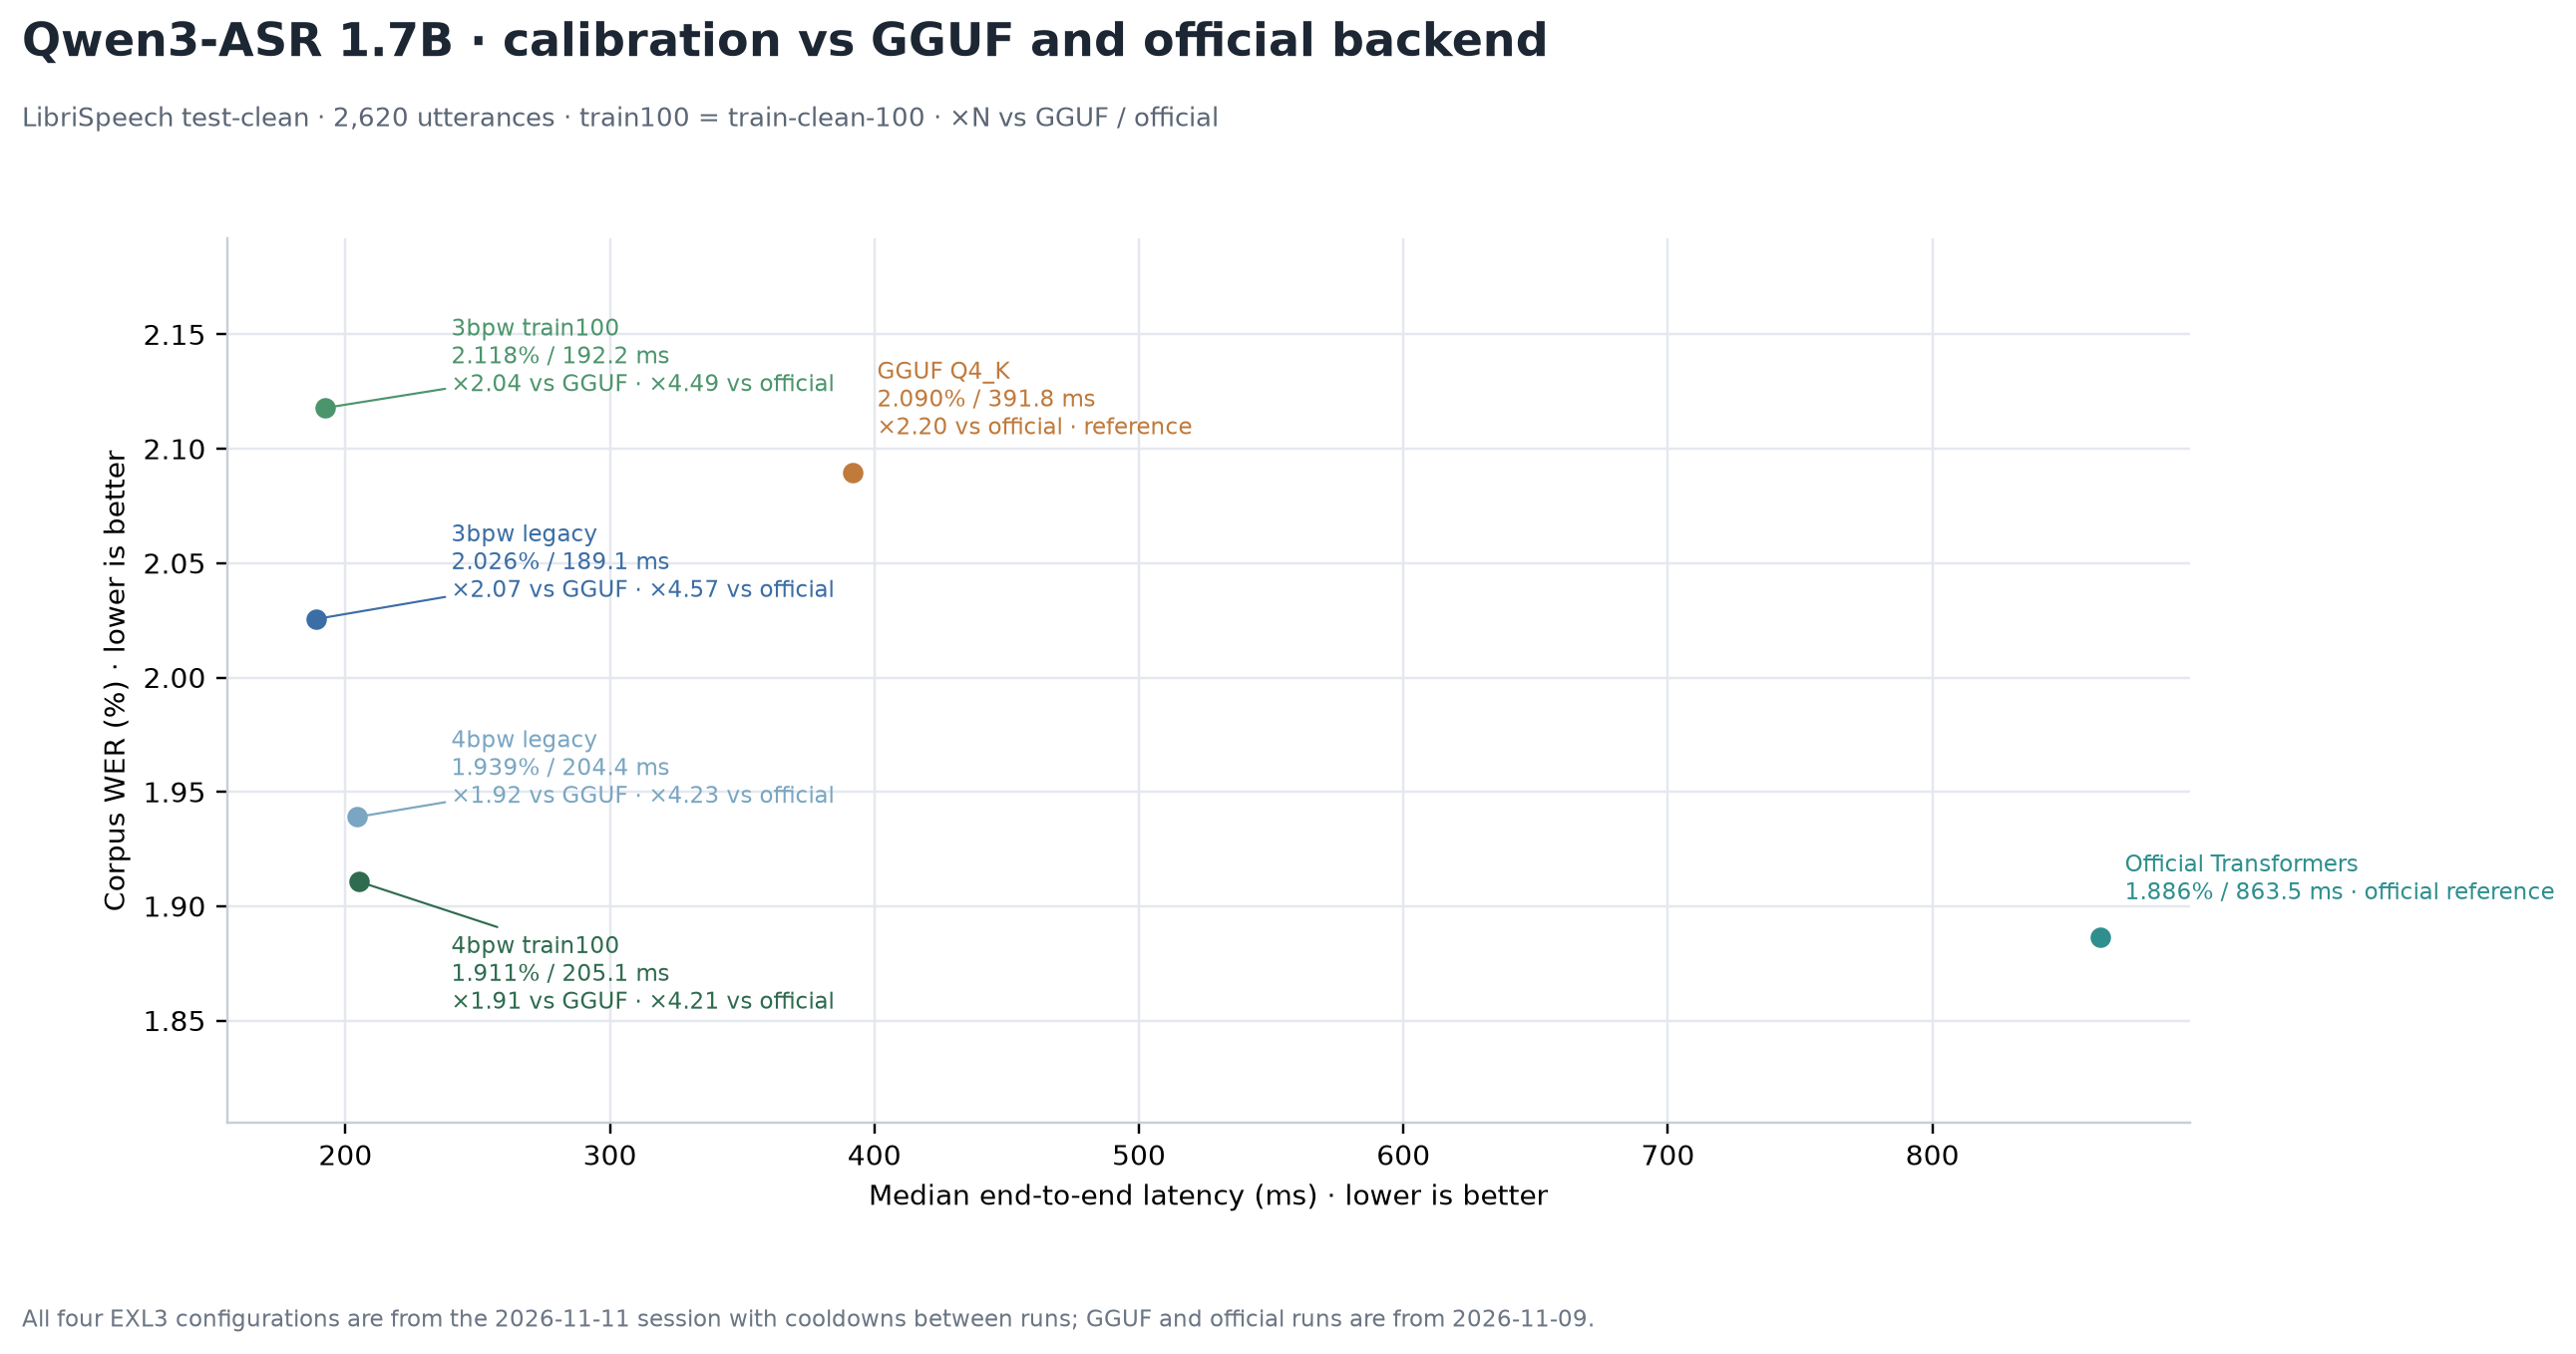 Qwen3-ASR 1.7B · calibration vs GGUF and official backend
LibriSpeech test-clean · 2,620 utterances · train100 = train-clean-100 · ×N vs GGUF / official
Corpus WER (%) · lower is better
2.15
2.10
2.05
2.00
1.95
1.90
1.85
3bpw train100
2.118% / 192.2 ms
×2.04 vs GGUF · ×4.49 vs official
GGUF Q4_K
2.090% / 391.8 ms
×2.20 vs official · reference
3bpw legacy
2.026% / 189.1 ms
×2.07 vs GGUF · ×4.57 vs official
4bpw legacy
1.939% / 204.4 ms
×1.92 vs GGUF · ×4.23 vs official
Official Transformers
1.886% / 863.5 ms · official reference
4bpw train100
1.911% / 205.1 ms
×1.91 vs GGUF · ×4.21 vs official
200 300 400 500 600 700 800
Median end-to-end latency (ms) · lower is better
All four EXL3 configurations are from the 2026-11-11 session with cooldowns between runs; GGUF and official runs are from 2026-11-09.